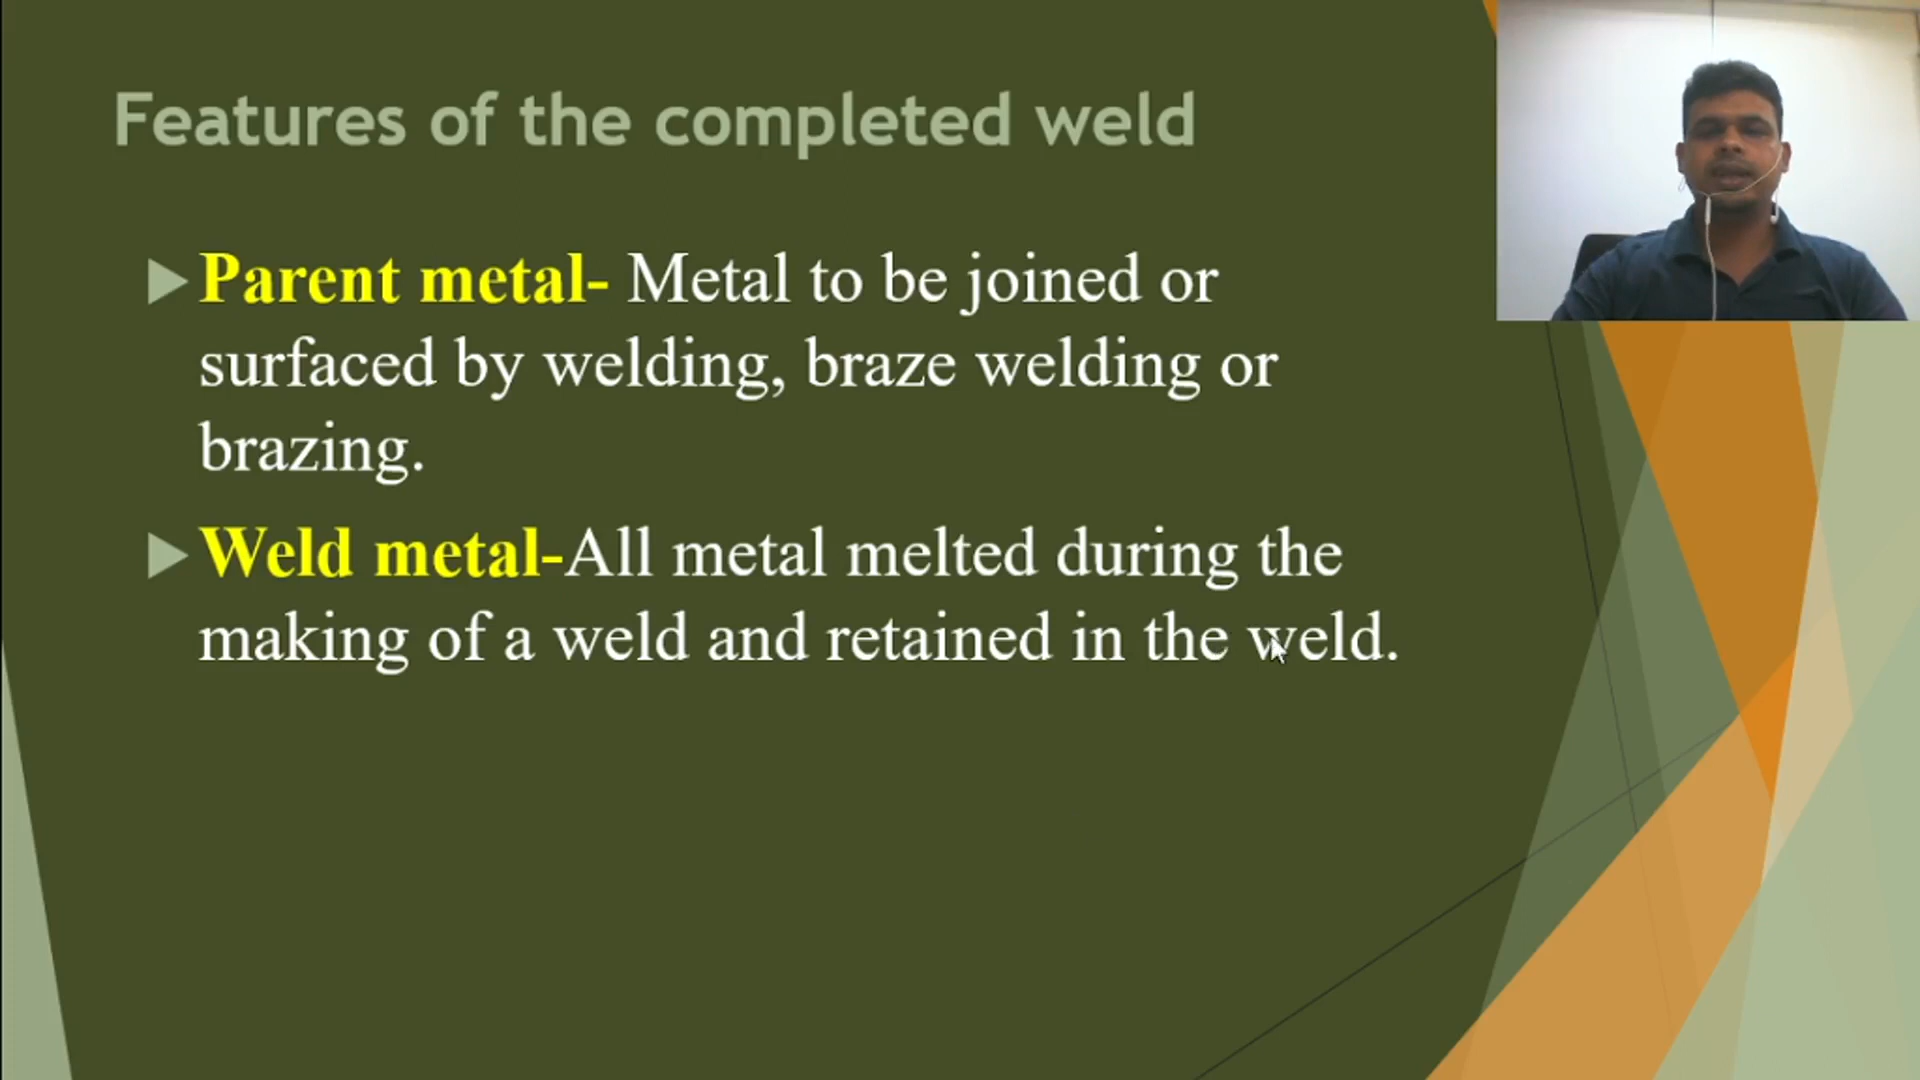 Features of the completed weld
Parent metal- Metal to be joined or
surfaced by welding, braze welding or
brazing.
Weld metal-All metal melted during the
making of a weld and retained in the weld.